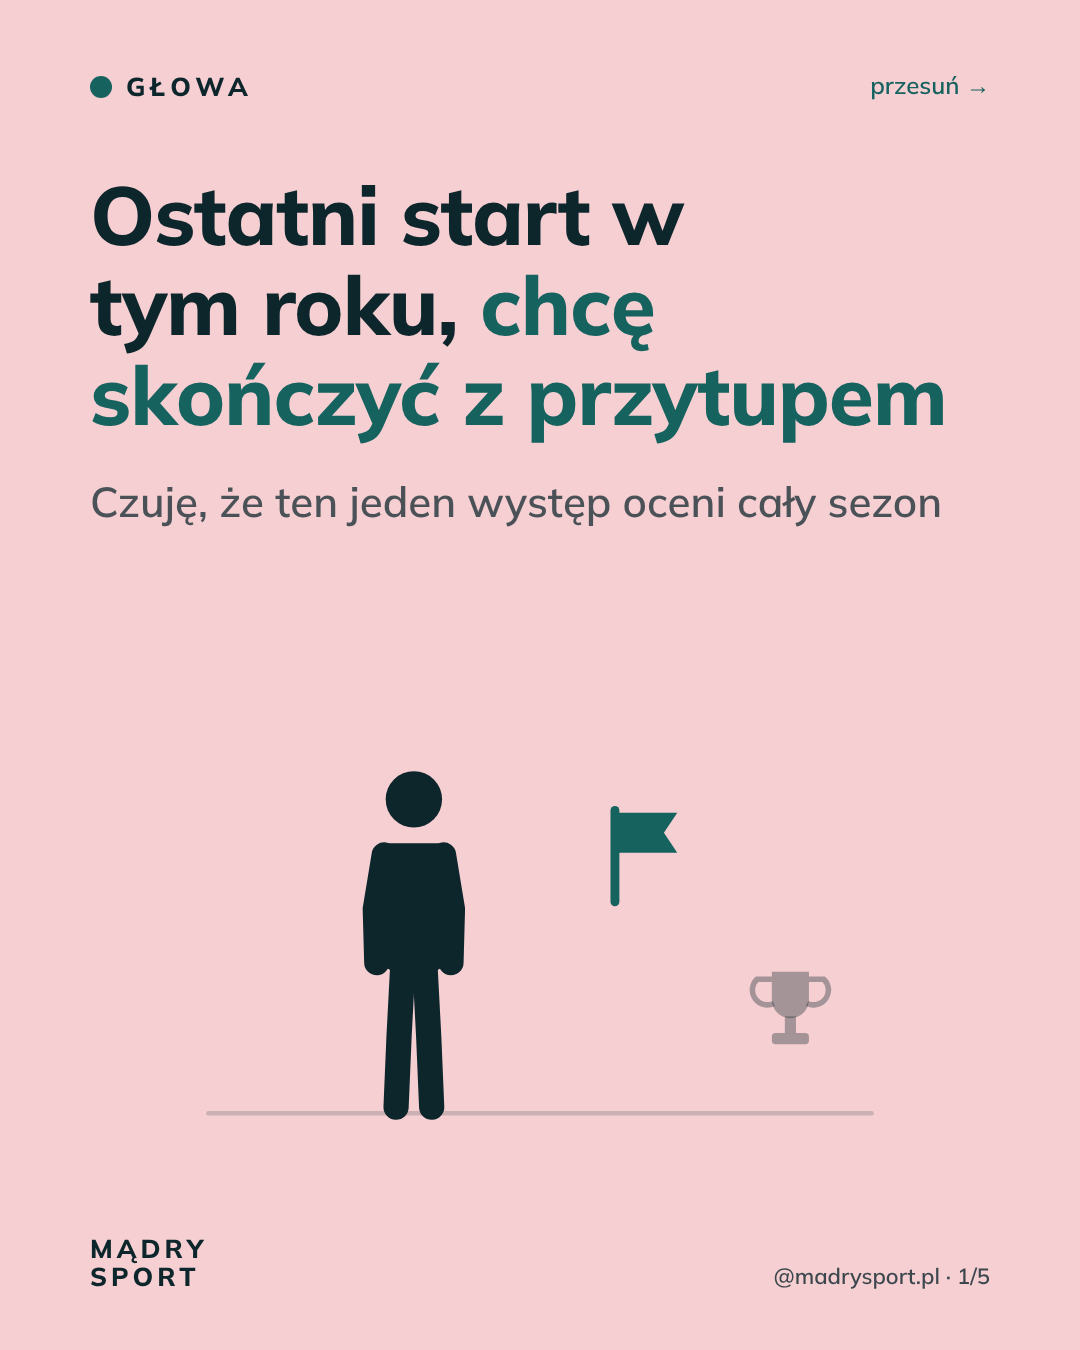 GŁOWA
przesuń →
Ostatni start w
tym roku, chcę
skończyć z przytupem
Czuję, że ten jeden występ oceni cały sezon
MĄDRY
SPORT
@madrysport.pl · 1/5